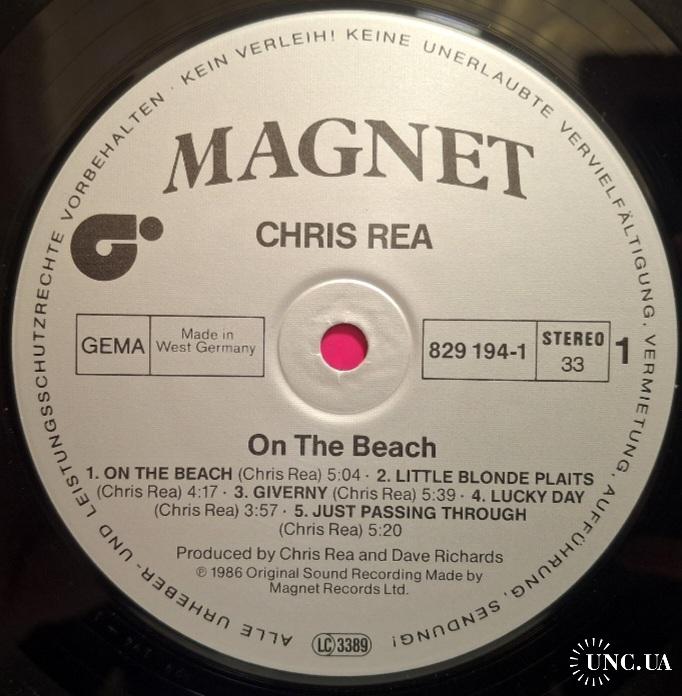 ALLE URHEBER- UND LEISTUNGSSCHUTZRECHTE VORBEHALTEN · KEIN VERLEIH! KEINE UNERLAUBTE VERVIELFÄLTIGUNG, VERMIETUNG, AUFFÜHRUNG, SENDUNG!
MAGNET
CHRIS REA
GEMA
Made in
West Germany
829 194-1
STEREO
33
1
On The Beach
1. ON THE BEACH (Chris Rea) 5:04 · 2. LITTLE BLONDE PLAITS
(Chris Rea) 4:17 · 3. GIVERNY (Chris Rea) 5:39 · 4. LUCKY DAY
(Chris Rea) 3:57 · 5. JUST PASSING THROUGH
(Chris Rea) 5:20
Produced by Chris Rea and Dave Richards
℗ 1986 Original Sound Recording Made by
Magnet Records Ltd.
LC 3389
UNC.UA